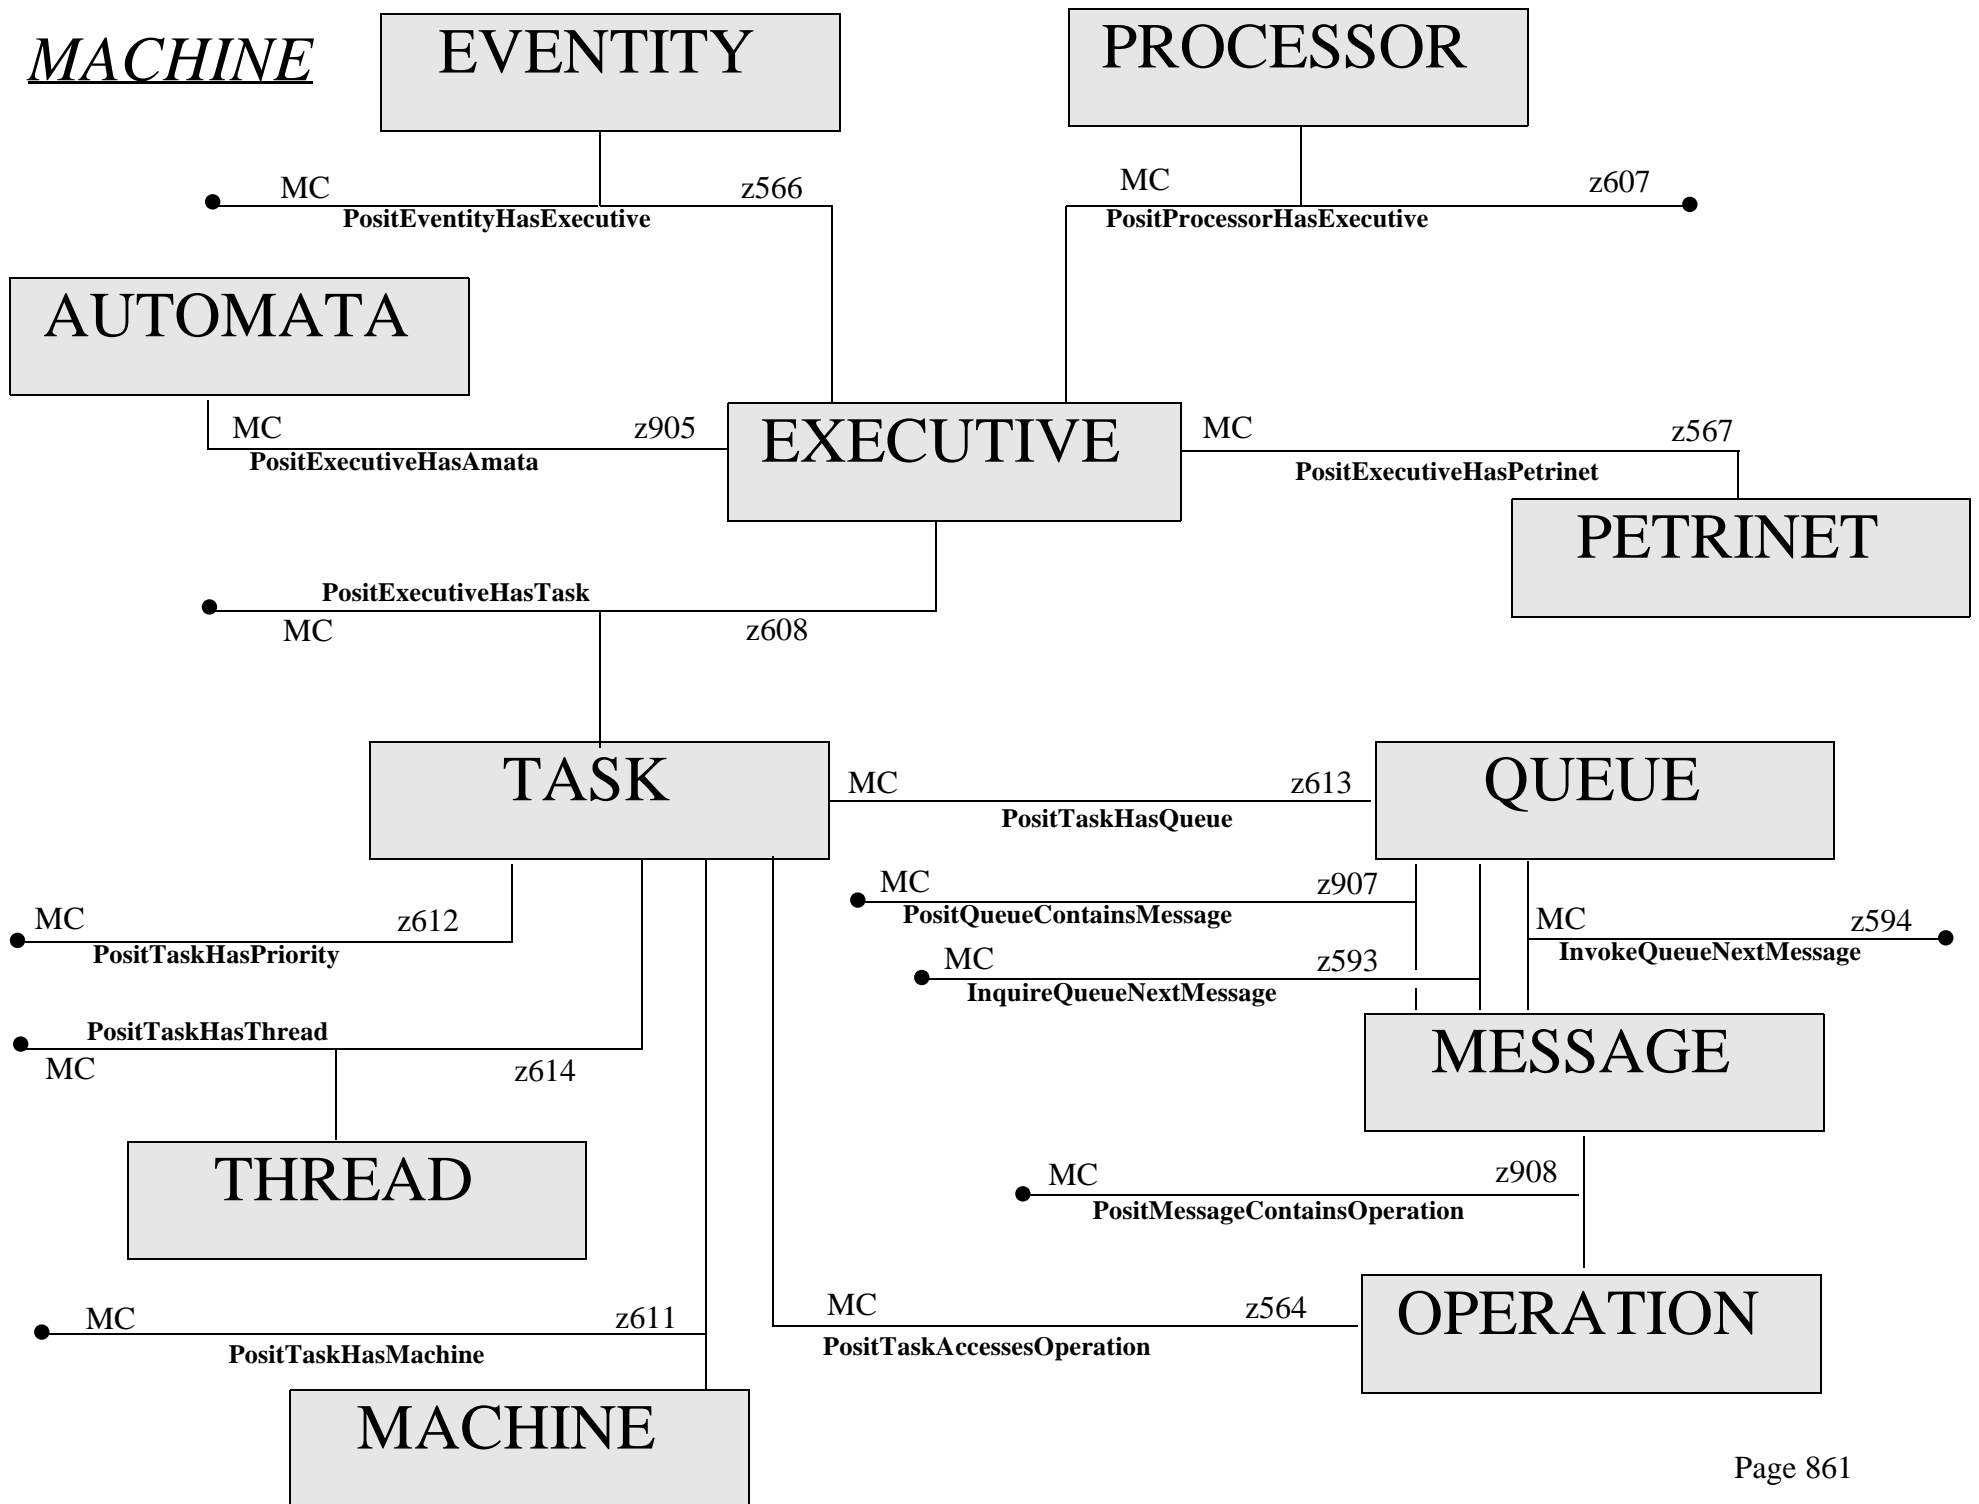 MACHINE
EVENTITY
PROCESSOR
MC
z566
PositEventityHasExecutive
MC
z607
PositProcessorHasExecutive
AUTOMATA
MC
z905
PositExecutiveHasAmata
EXECUTIVE
MC
z567
PositExecutiveHasPetrinet
PETRINET
PositExecutiveHasTask
MC
z608
TASK
MC
z613
PositTaskHasQueue
QUEUE
MC
z907
PositQueueContainsMessage
MC
z612
PositTaskHasPriority
MC
z594
InvokeQueueNextMessage
MC
z593
InquireQueueNextMessage
PositTaskHasThread
MC
z614
MESSAGE
THREAD
MC
z908
PositMessageContainsOperation
MC
z611
PositTaskHasMachine
MC
z564
PositTaskAccessesOperation
OPERATION
MACHINE
Page 861